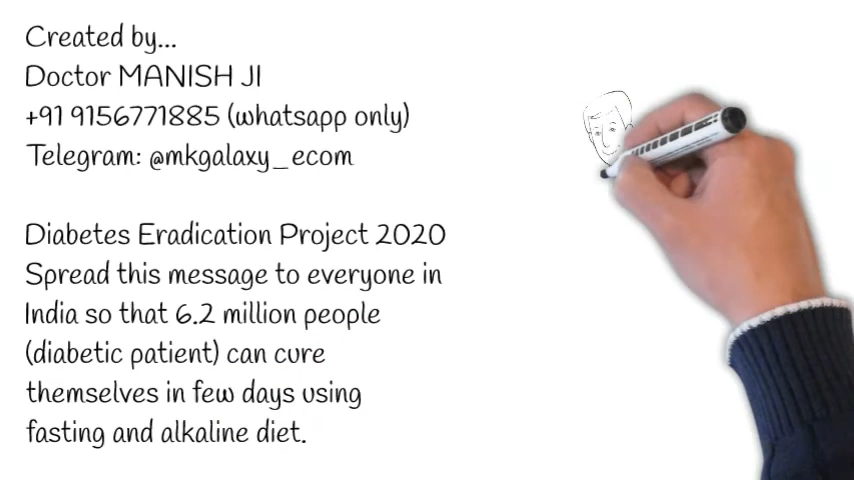 Created by...
Doctor MANISH JI
+91 9156771885 (whatsapp only)
Telegram: @mkgalaxy_ecom
Diabetes Eradication Project 2020
Spread this message to everyone in
India so that 6.2 million people
(diabetic patient) can cure
themselves in few days using
fasting and alkaline diet.